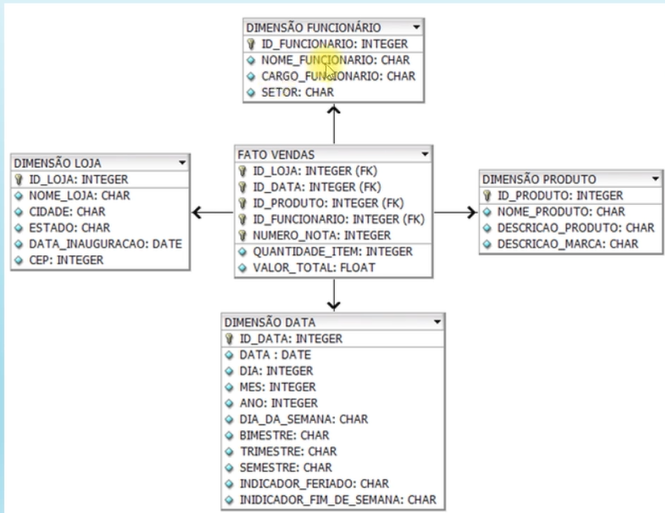 DIMENSÃO FUNCIONÁRIO
ID_FUNCIONARIO: INTEGER
NOME_FUNCIONARIO: CHAR
CARGO_FUNCIONARIO: CHAR
SETOR: CHAR
DIMENSÃO LOJA
ID_LOJA: INTEGER
NOME_LOJA: CHAR
CIDADE: CHAR
ESTADO: CHAR
DATA_INAUGURACAO: DATE
CEP: INTEGER
FATO VENDAS
ID_LOJA: INTEGER (FK)
ID_DATA: INTEGER (FK)
ID_PRODUTO: INTEGER (FK)
ID_FUNCIONARIO: INTEGER (FK)
NUMERO_NOTA: INTEGER
QUANTIDADE_ITEM: INTEGER
VALOR_TOTAL: FLOAT
DIMENSÃO PRODUTO
ID_PRODUTO: INTEGER
NOME_PRODUTO: CHAR
DESCRICAO_PRODUTO: CHAR
DESCRICAO_MARCA: CHAR
DIMENSÃO DATA
ID_DATA: INTEGER
DATA : DATE
DIA: INTEGER
MES: INTEGER
ANO: INTEGER
DIA_DA_SEMANA: CHAR
BIMESTRE: CHAR
TRIMESTRE: CHAR
SEMESTRE: CHAR
INDICADOR_FERIADO: CHAR
INIDICADOR_FIM_DE_SEMANA: CHAR